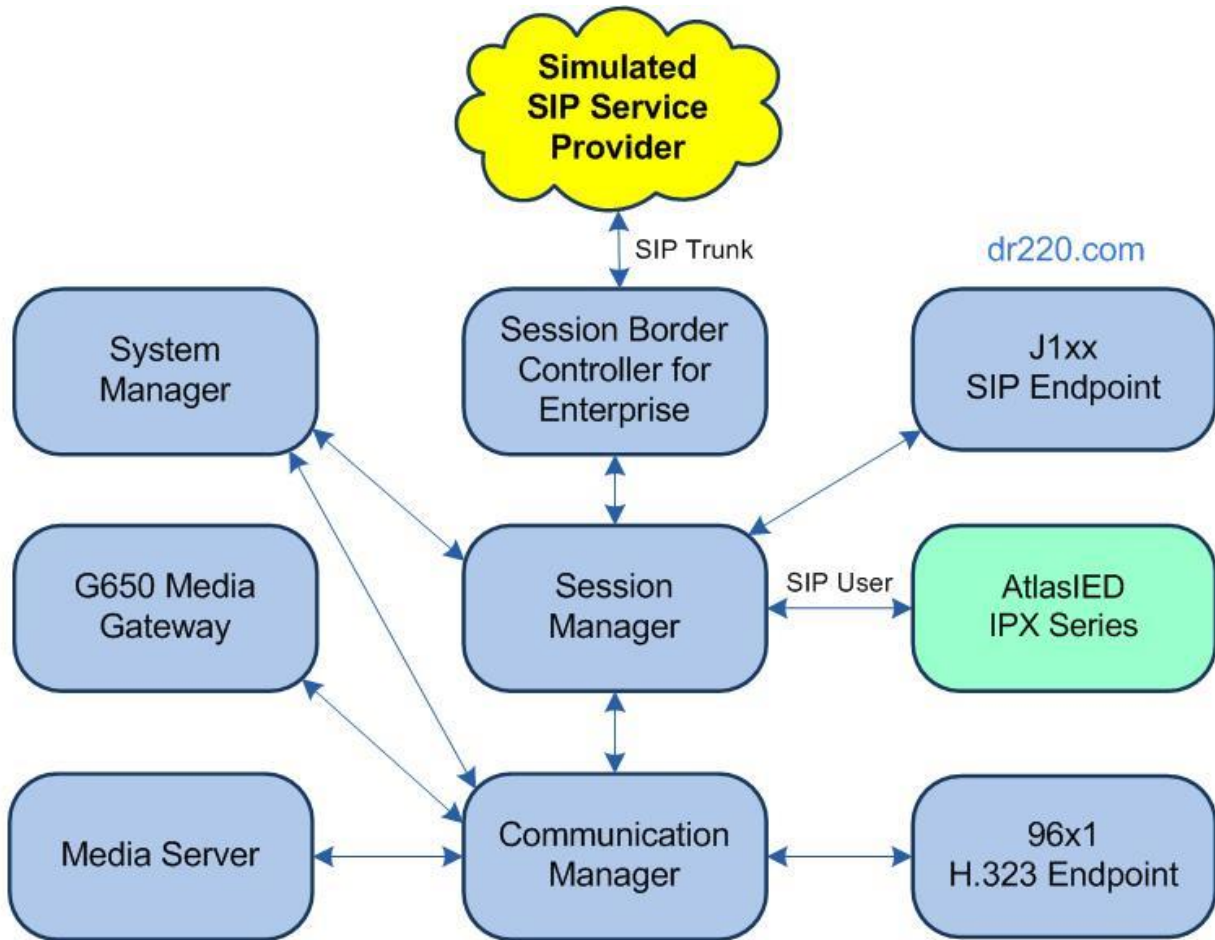 Simulated
SIP Service
Provider
SIP Trunk
dr220.com
System
Manager
Session Border
Controller for
Enterprise
J1xx
SIP Endpoint
G650 Media
Gateway
Session
Manager
SIP User
AtlasIED
IPX Series
Media Server
Communication
Manager
96x1
H.323 Endpoint